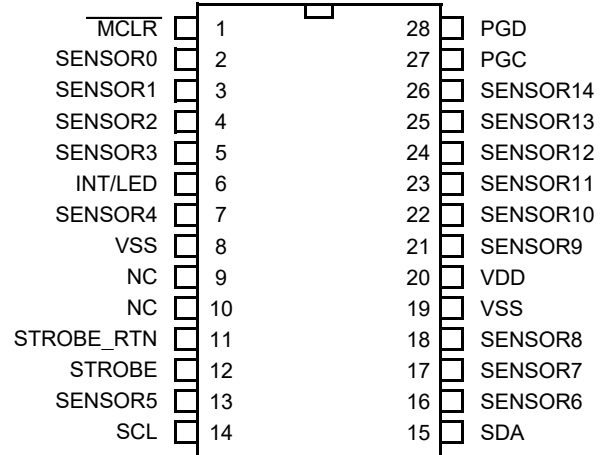 MCLR 1 28 PGD
SENSOR0 2 27 PGC
SENSOR1 3 26 SENSOR14
SENSOR2 4 25 SENSOR13
SENSOR3 5 24 SENSOR12
INT/LED 6 23 SENSOR11
SENSOR4 7 22 SENSOR10
VSS 8 21 SENSOR9
NC 9 20 VDD
NC 10 19 VSS
STROBE_RTN 11 18 SENSOR8
STROBE 12 17 SENSOR7
SENSOR5 13 16 SENSOR6
SCL 14 15 SDA